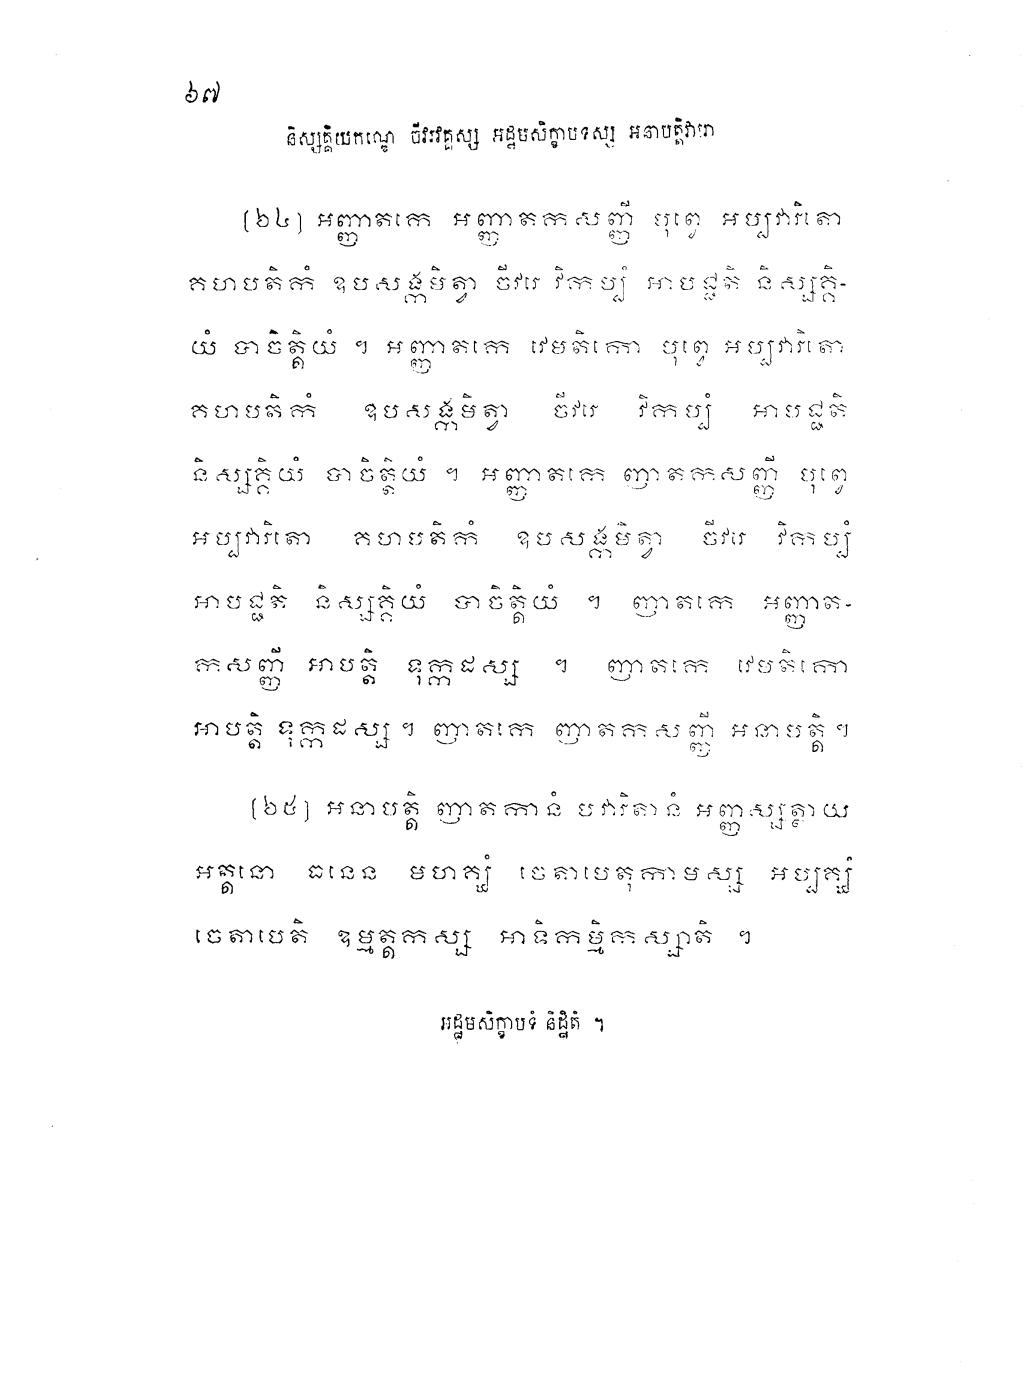 ៦៧
និស្សគ្គិយកណ្ឌេ ចីវរវគ្គស្ស អដ្ឋមសិក្ខាបទស្ស អនាបត្តិវារោ
(២៤) អញ្ញាតកេ អញ្ញាតកសញ្ញី បុព្វេ អប្បវារិតោ
គហបតិកំ ឧបសង្កមិត្វា ចីវរេ វិកប្បំ អាបជ្ជតិ និស្សគ្គិ-
យំ បាចិត្តិយំ ។ អញ្ញាតកេ វេមតិកោ បុព្វេ អប្បវារិតោ
គហបតិកំ ឧបសង្កមិត្វា ចីវរេ វិកប្បំ អាបជ្ជតិ
និស្សគ្គិយំ បាចិត្តិយំ ។ អញ្ញាតកេ ញាតកសញ្ញី បុព្វេ
អប្បវារិតោ គហបតិកំ ឧបសង្កមិត្វា ចីវរេ វិកប្បំ
អាបជ្ជតិ និស្សគ្គិយំ បាចិត្តិយំ ។ ញាតកេ អញ្ញាត-
កសញ្ញី អាបត្តិ ទុក្កដស្ស ។ ញាតកេ វេមតិកោ
អាបត្តិ ទុក្កដស្ស ។ ញាតកេ ញាតកសញ្ញី អនាបត្តិ ។
(២៥) អនាបត្តិ ញាតកានំ បវារិតានំ អញ្ញស្សត្ថាយ
អត្តនោ ធនេន មហគ្ឃំ ចេតាបេតុកាមស្ស អប្បគ្ឃំ
ចេតាបេតិ ឧម្មត្តកស្ស អាទិកម្មិកស្សាតិ ។
អដ្ឋមសិក្ខាបទំ និដ្ឋិតំ ។